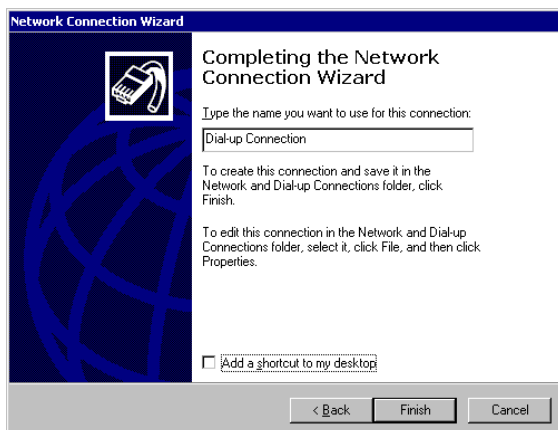 Network Connection Wizard
Completing the Network
Connection Wizard
Type the name you want to use for this connection:
Dial-up Connection
To create this connection and save it in the
Network and Dial-up Connections folder, click
Finish.
To edit this connection in the Network and Dial-up
Connections folder, select it, click File, and then click
Properties.
Add a shortcut to my desktop
< Back
Finish
Cancel